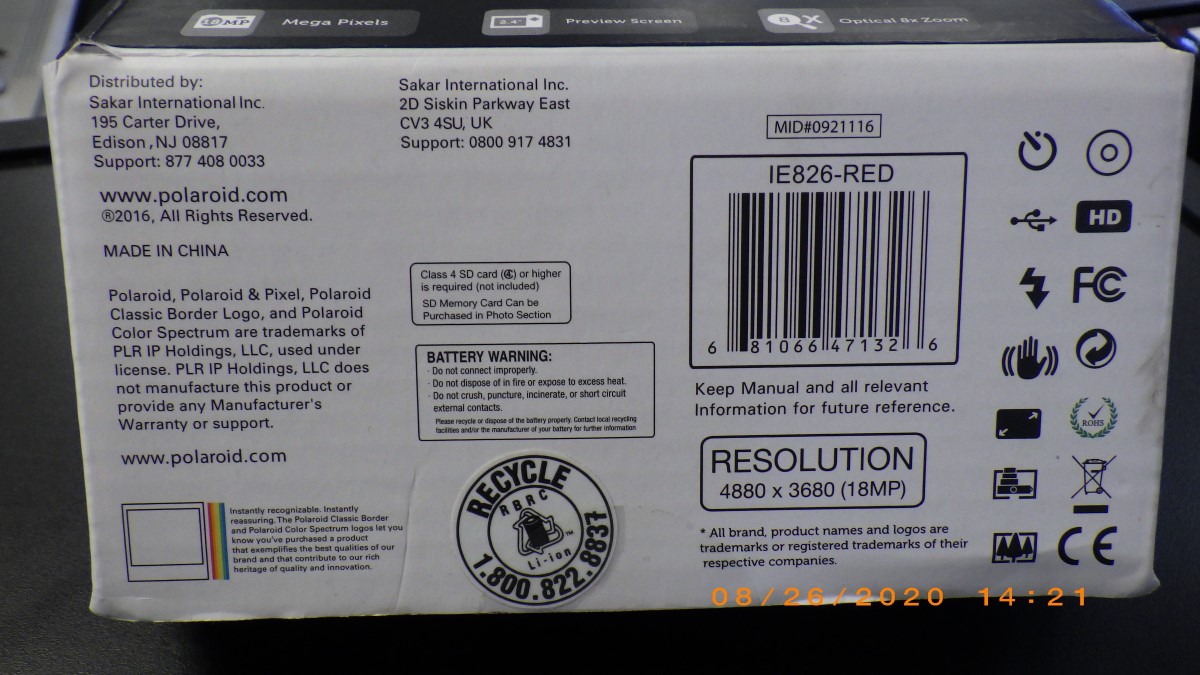 18MP Mega Pixels
2.4" Preview Screen
8X Optical 8x Zoom
Distributed by:
Sakar International Inc.
195 Carter Drive,
Edison, NJ 08817
Support: 877 408 0033
Sakar International Inc.
2D Siskin Parkway East
CV3 4SU, UK
Support: 0800 917 4831
www.polaroid.com
®2016, All Rights Reserved.
MADE IN CHINA
Polaroid, Polaroid & Pixel, Polaroid
Classic Border Logo, and Polaroid
Color Spectrum are trademarks of
PLR IP Holdings, LLC, used under
license. PLR IP Holdings, LLC does
not manufacture this product or
provide any Manufacturer's
Warranty or support.
www.polaroid.com
Instantly recognizable. Instantly
reassuring. The Polaroid Classic Border
and Polaroid Color Spectrum logos let you
know you've purchased a product
that exemplifies the best qualities of our
brand and that contribute to our rich
heritage of quality and innovation.
Class 4 SD card (④) or higher
is required (not included)
SD Memory Card Can be
Purchased in Photo Section
BATTERY WARNING:
· Do not connect improperly.
· Do not dispose of in fire or expose to excess heat.
· Do not crush, puncture, incinerate, or short circuit
external contacts.
Please recycle or dispose of the battery properly. Contact local recycling
facilities and/or the manufacturer of your battery for further information
RECYCLE
RBRC
TM
Li-ion
1.800.822.8837
MID#0921116
IE826-RED
6 81066 47132 6
Keep Manual and all relevant
Information for future reference.
RESOLUTION
4880 x 3680 (18MP)
* All brand, product names and logos are
trademarks or registered trademarks of their
respective companies.
HD
FC
ROHS
CE
08/26/2020 14:21